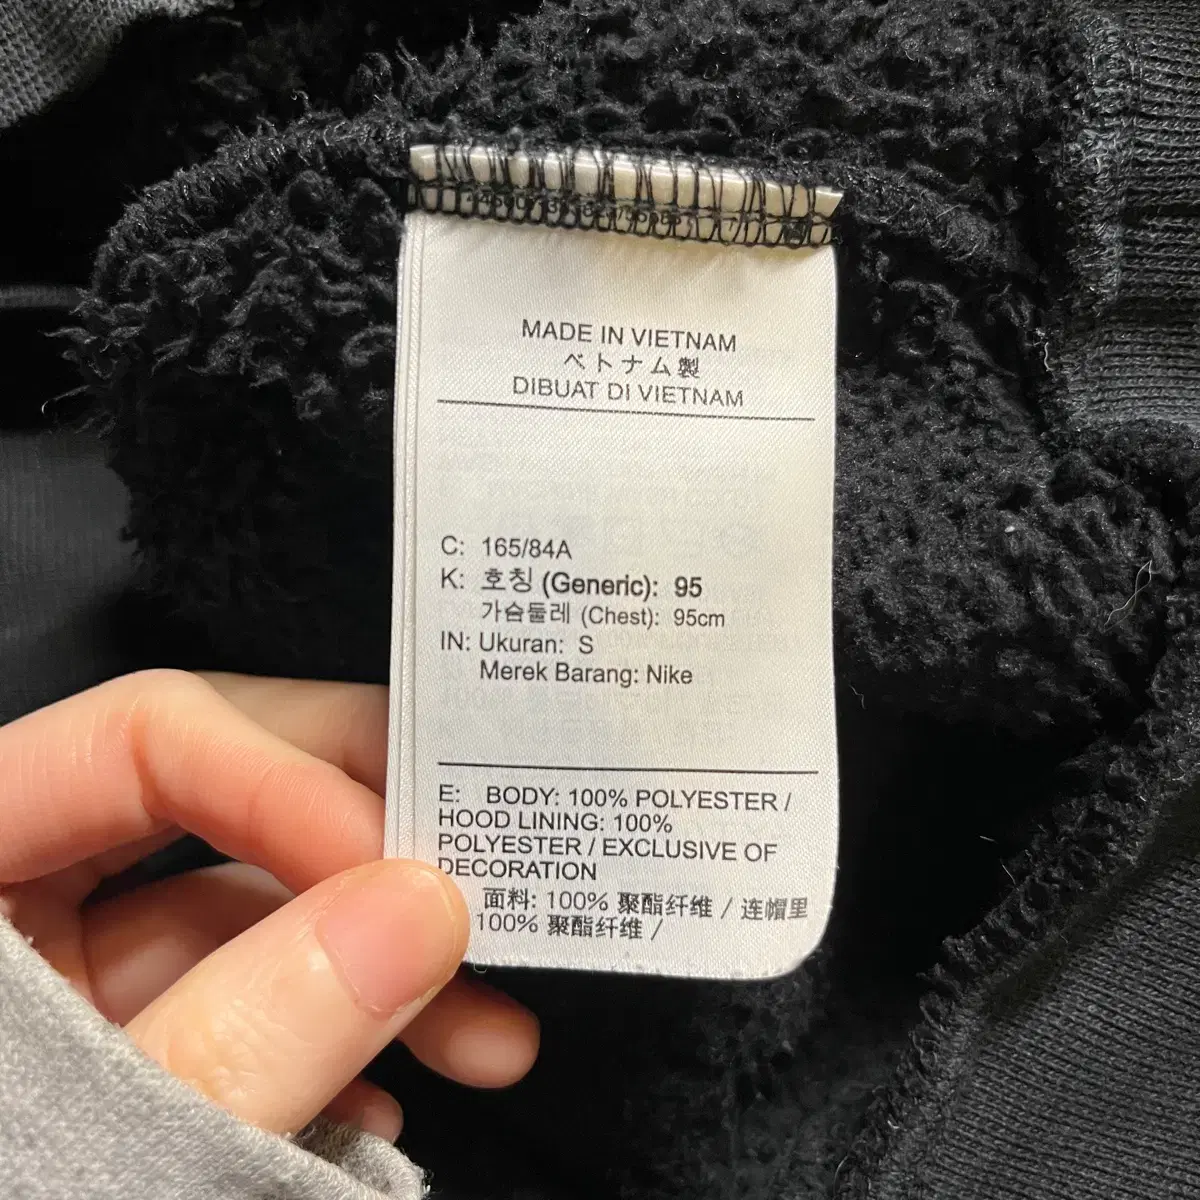 MADE IN VIETNAM
ベトナム製
DIBUAT DI VIETNAM
C: 165/84A
K: 호칭 (Generic): 95
가슴둘레 (Chest): 95cm
IN: Ukuran: S
Merek Barang: Nike
E: BODY: 100% POLYESTER /
HOOD LINING: 100%
POLYESTER / EXCLUSIVE OF
DECORATION
面料: 100% 聚酯纤维 / 连帽里
100% 聚酯纤维 /